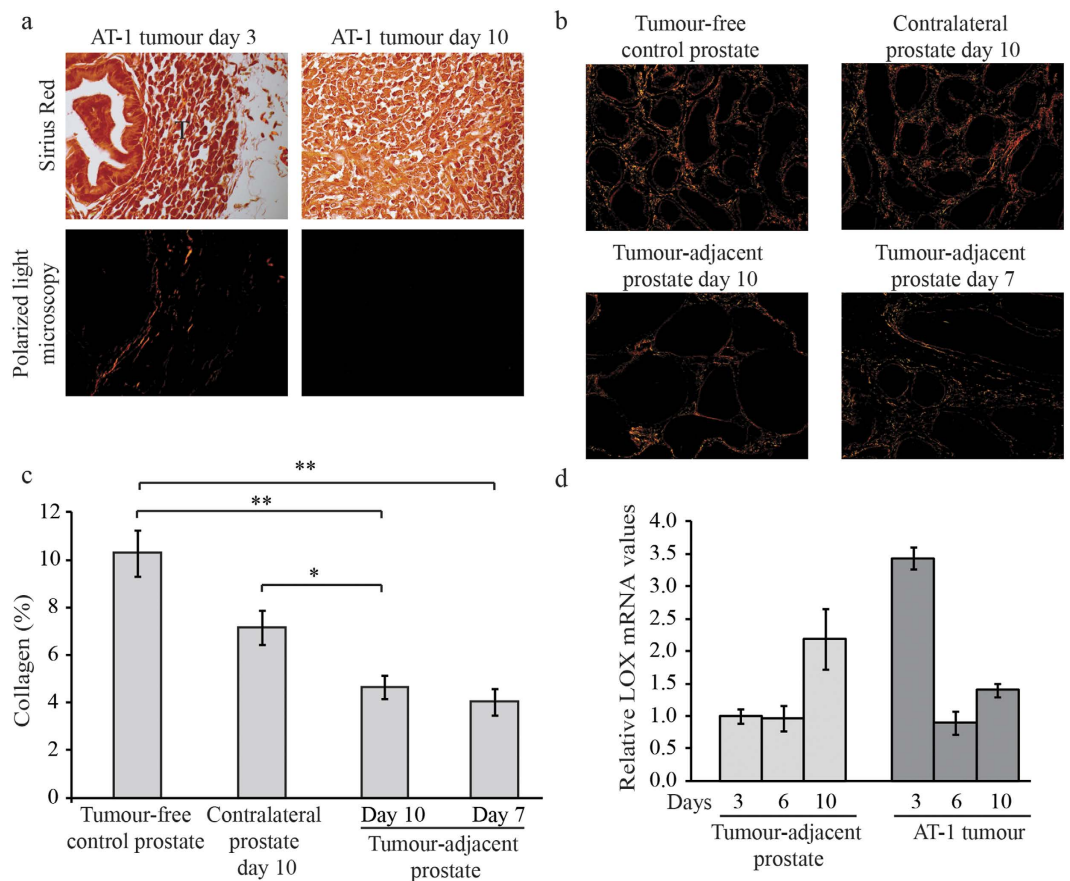 a
AT-1 tumour day 3
AT-1 tumour day 10
Sirius Red
T
Polarized light
microscopy
b
Tumour-free
control prostate
Contralateral
prostate day 10
Tumour-adjacent
prostate day 10
Tumour-adjacent
prostate day 7
c
**
**
*
Collagen (%)
12
10
8
6
4
2
0
Tumour-free
control prostate
Contralateral
prostate
day 10
Day 10
Day 7
Tumour-adjacent
prostate
d
Relative LOX mRNA values
4.0
3.5
3.0
2.5
2.0
1.5
1.0
0.5
0.0
Days 3 6 10 3 6 10
Tumour-adjacent
prostate
AT-1 tumour